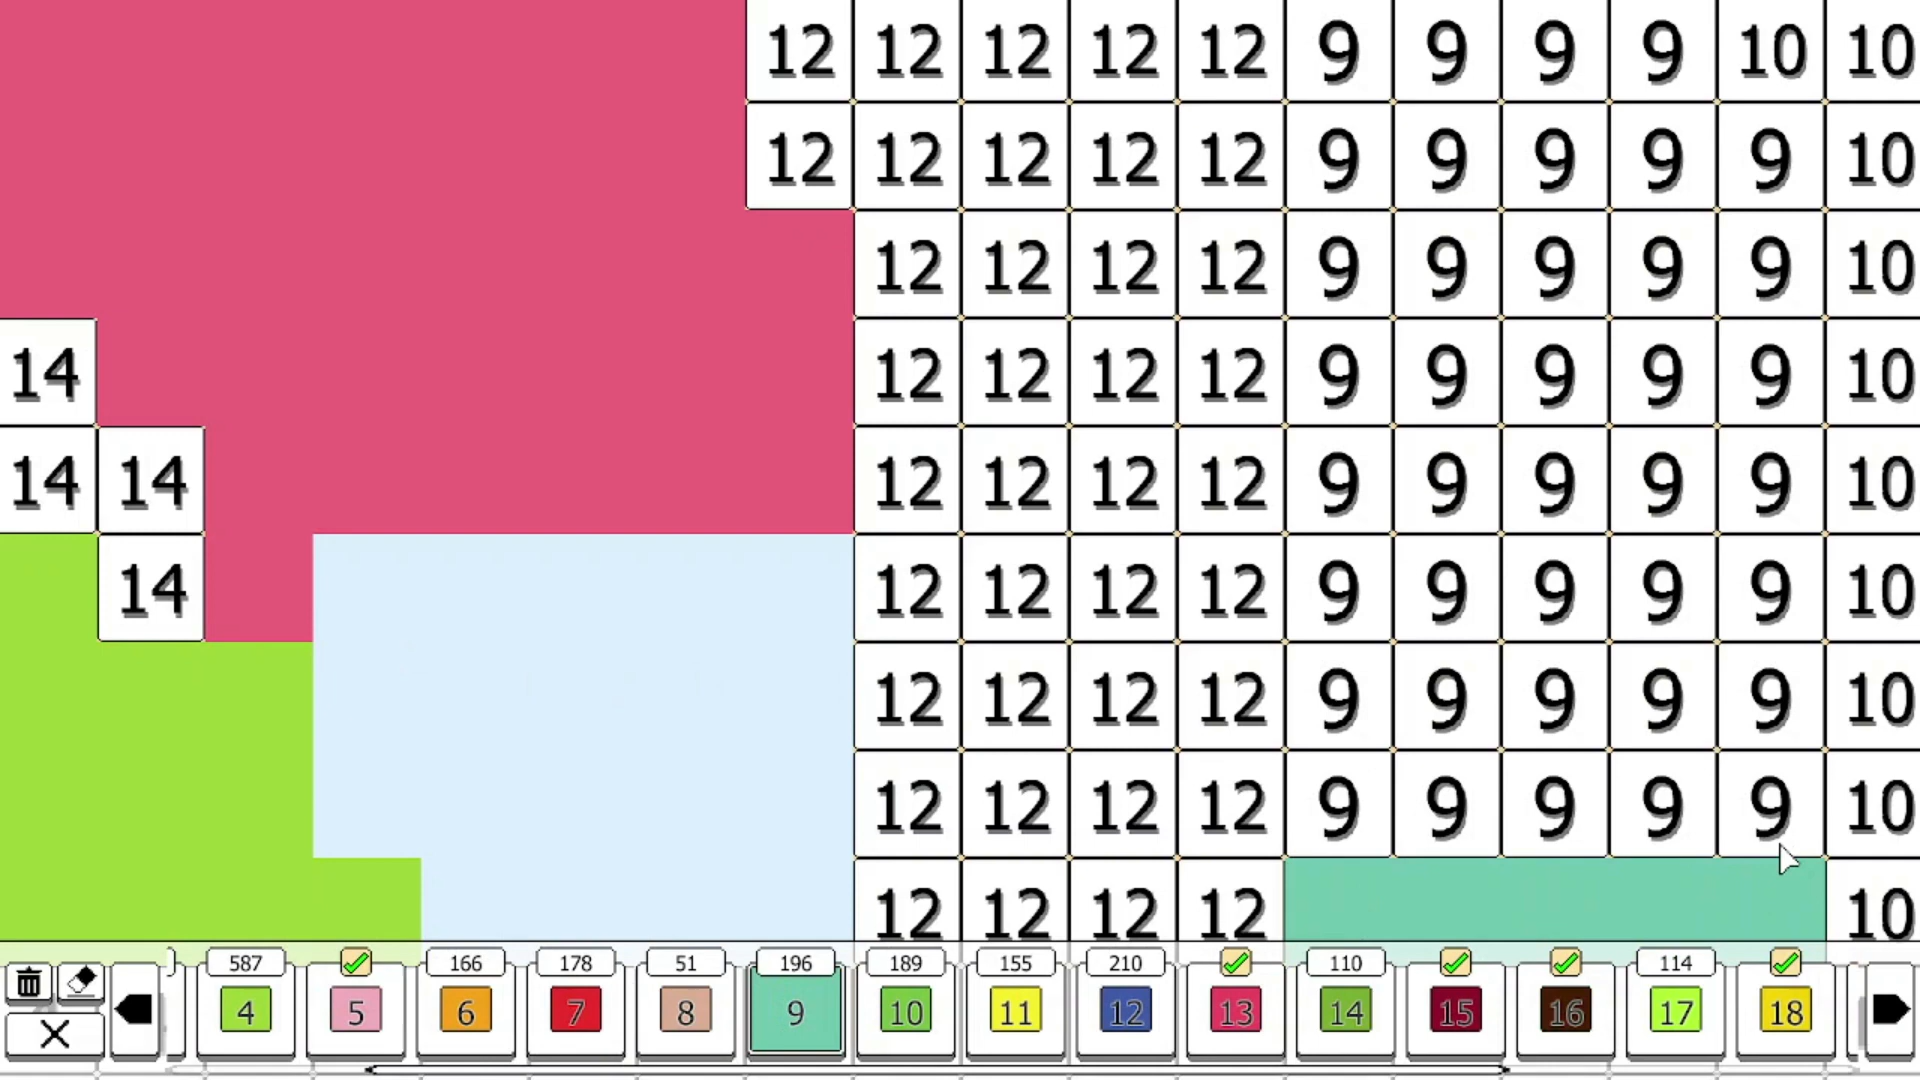 12 12 12 12 12 9 9 9 9 10 10
12 12 12 12 12 9 9 9 9 9 10
12 12 12 12 9 9 9 9 9 10
14 12 12 12 12 9 9 9 9 9 10
14 14 12 12 12 12 9 9 9 9 9 10
14 12 12 12 12 9 9 9 9 9 10
12 12 12 12 9 9 9 9 9 10
12 12 12 12 9 9 9 9 9 10
12 12 12 12 10
587 166 178 51 196 189 155 210 110 114
4 5 6 7 8 9 10 11 12 13 14 15 16 17 18